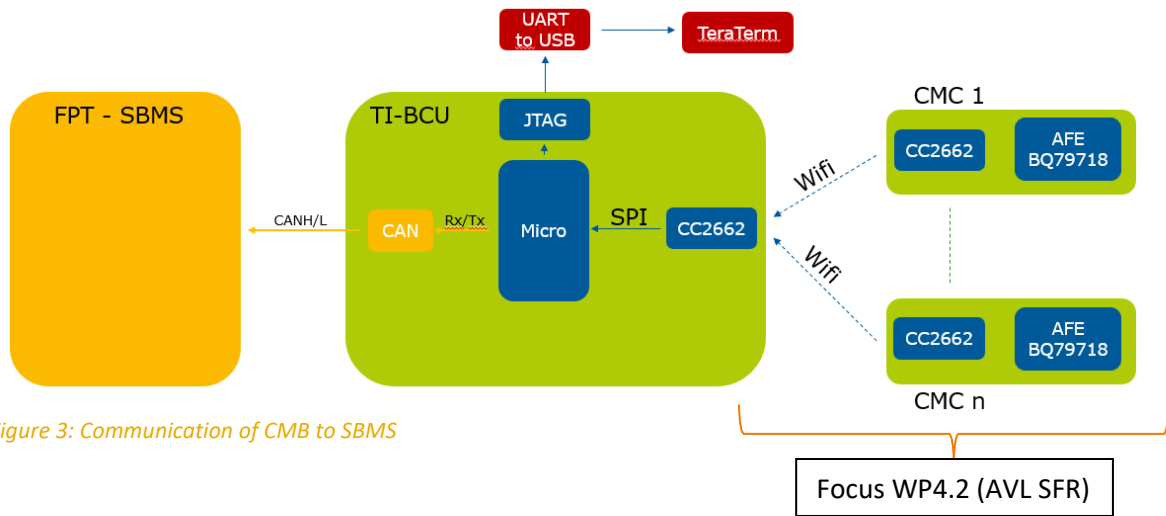 UART
to USB
TeraTerm
FPT - SBMS
TI-BCU
JTAG
CMC 1
CC2662
AFE
BQ79718
Wifi
CANH/L
CAN
Rx/Tx
Micro
SPI
CC2662
Wifi
CC2662
AFE
BQ79718
CMC n
igure 3: Communication of CMB to SBMS
Focus WP4.2 (AVL SFR)